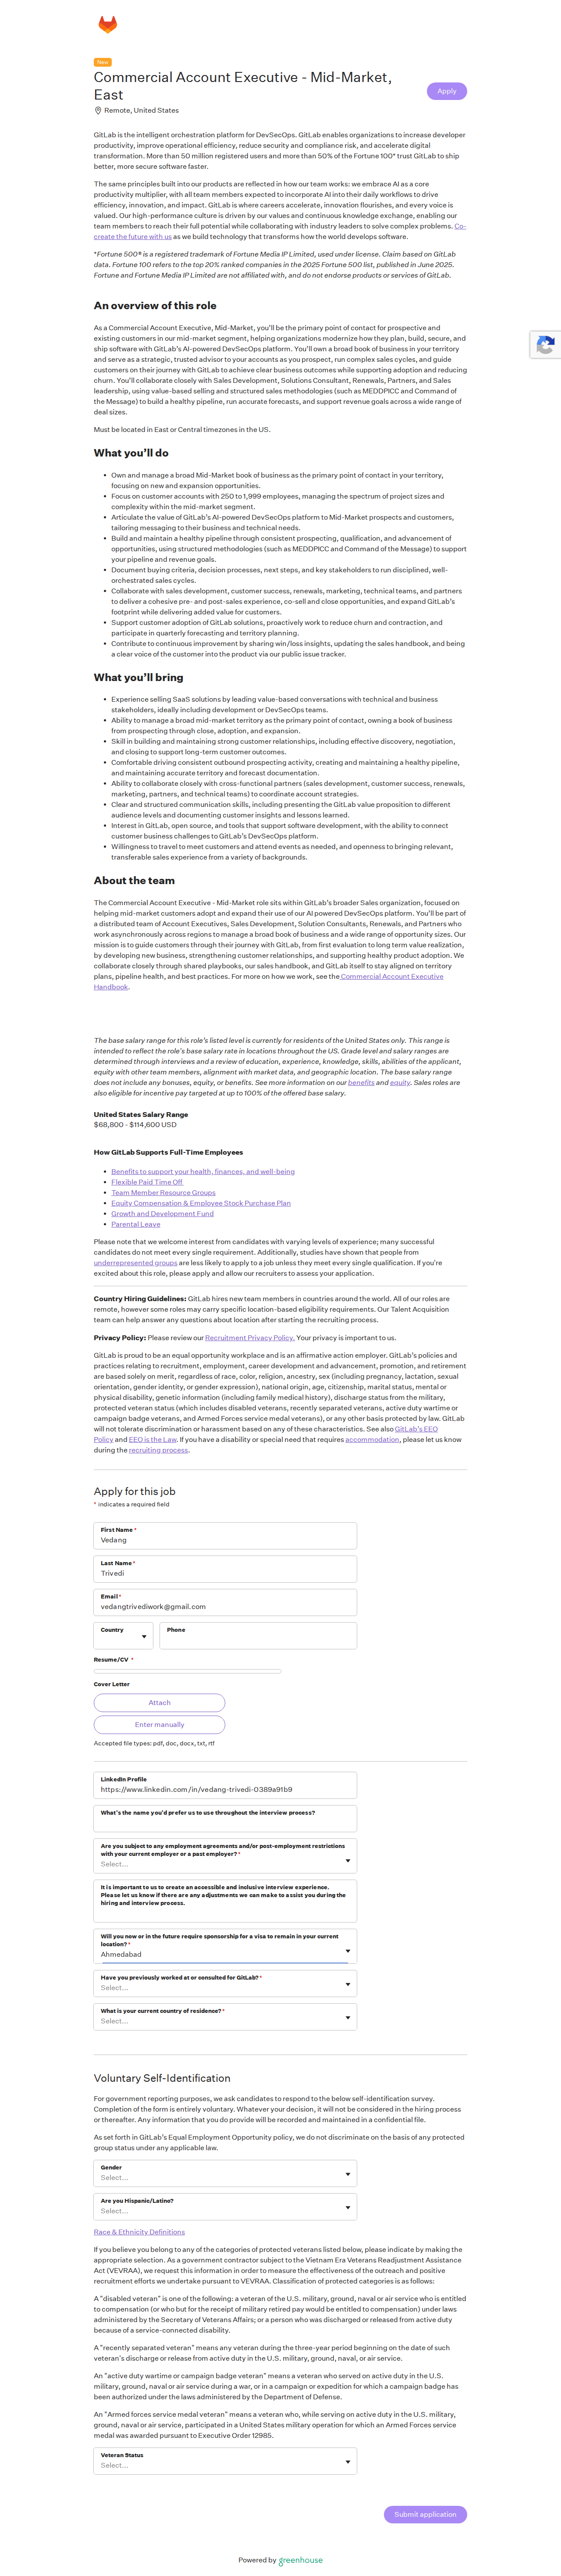 New
Commercial Account Executive - Mid-Market,
East
Apply
Remote, United States
GitLab is the intelligent orchestration platform for DevSecOps. GitLab enables organizations to increase developer
productivity, improve operational efficiency, reduce security and compliance risk, and accelerate digital
transformation. More than 50 million registered users and more than 50% of the Fortune 100* trust GitLab to ship
better, more secure software faster.
The same principles built into our products are reflected in how our team works: we embrace AI as a core
productivity multiplier, with all team members expected to incorporate AI into their daily workflows to drive
efficiency, innovation, and impact. GitLab is where careers accelerate, innovation flourishes, and every voice is
valued. Our high-performance culture is driven by our values and continuous knowledge exchange, enabling our
team members to reach their full potential while collaborating with industry leaders to solve complex problems. Co-
create the future with us as we build technology that transforms how the world develops software.
*Fortune 500® is a registered trademark of Fortune Media IP Limited, used under license. Claim based on GitLab
data. Fortune 100 refers to the top 20% ranked companies in the 2025 Fortune 500 list, published in June 2025.
Fortune and Fortune Media IP Limited are not affiliated with, and do not endorse products or services of GitLab.
An overview of this role
As a Commercial Account Executive, Mid-Market, you'll be the primary point of contact for prospective and
existing customers in our mid-market segment, helping organizations modernize how they plan, build, secure, and
ship software with GitLab's AI-powered DevSecOps platform. You'll own a broad book of business in your territory
and serve as a strategic, trusted advisor to your accounts as you prospect, run complex sales cycles, and guide
customers on their journey with GitLab to achieve clear business outcomes while supporting adoption and reducing
churn. You'll collaborate closely with Sales Development, Solutions Consultant, Renewals, Partners, and Sales
leadership, using value-based selling and structured sales methodologies (such as MEDDPICC and Command of
the Message) to build a healthy pipeline, run accurate forecasts, and support revenue goals across a wide range of
deal sizes.
Must be located in East or Central timezones in the US.
What you'll do
• Own and manage a broad Mid-Market book of business as the primary point of contact in your territory,
focusing on new and expansion opportunities.
• Focus on customer accounts with 250 to 1,999 employees, managing the spectrum of project sizes and
complexity within the mid-market segment.
• Articulate the value of GitLab's AI-powered DevSecOps platform to Mid-Market prospects and customers,
tailoring messaging to their business and technical needs.
• Build and maintain a healthy pipeline through consistent prospecting, qualification, and advancement of
opportunities, using structured methodologies (such as MEDDPICC and Command of the Message) to support
your pipeline and revenue goals.
• Document buying criteria, decision processes, next steps, and key stakeholders to run disciplined, well-
orchestrated sales cycles.
• Collaborate with sales development, customer success, renewals, marketing, technical teams, and partners
to deliver a cohesive pre- and post-sales experience, co-sell and close opportunities, and expand GitLab's
footprint while delivering added value for customers.
• Support customer adoption of GitLab solutions, proactively work to reduce churn and contraction, and
participate in quarterly forecasting and territory planning.
• Contribute to continuous improvement by sharing win/loss insights, updating the sales handbook, and being
a clear voice of the customer into the product via our public issue tracker.
What you'll bring
• Experience selling SaaS solutions by leading value-based conversations with technical and business
stakeholders, ideally including development or DevSecOps teams.
• Ability to manage a broad mid-market territory as the primary point of contact, owning a book of business
from prospecting through close, adoption, and expansion.
• Skill in building and maintaining strong customer relationships, including effective discovery, negotiation,
and closing to support long-term customer outcomes.
• Comfortable driving consistent outbound prospecting activity, creating and maintaining a healthy pipeline,
and maintaining accurate territory and forecast documentation.
• Ability to collaborate closely with cross-functional partners (sales development, customer success, renewals,
marketing, partners, and technical teams) to coordinate account strategies.
• Clear and structured communication skills, including presenting the GitLab value proposition to different
audience levels and documenting customer insights and lessons learned.
• Interest in GitLab, open source, and tools that support software development, with the ability to connect
customer business challenges to GitLab's DevSecOps platform.
• Willingness to travel to meet customers and attend events as needed, and openness to bringing relevant,
transferable sales experience from a variety of backgrounds.
About the team
The Commercial Account Executive - Mid-Market role sits within GitLab's broader Sales organization, focused on
helping mid-market customers adopt and expand their use of our AI powered DevSecOps platform. You'll be part of
a distributed team of Account Executives, Sales Development, Solution Consultants, Renewals, and Partners who
work asynchronously across regions to manage a broad book of business and a wide range of opportunity sizes. Our
mission is to guide customers through their journey with GitLab, from first evaluation to long term value realization,
by developing new business, strengthening customer relationships, and supporting healthy product adoption. We
collaborate closely through shared playbooks, our sales handbook, and GitLab itself to stay aligned on territory
plans, pipeline health, and best practices. For more on how we work, see the Commercial Account Executive
Handbook.
The base salary range for this role's listed level is currently for residents of the United States only. This range is
intended to reflect the role's base salary rate in locations throughout the US. Grade level and salary ranges are
determined through interviews and a review of education, experience, knowledge, skills, abilities of the applicant,
equity with other team members, alignment with market data, and geographic location. The base salary range
does not include any bonuses, equity, or benefits. See more information on our benefits and equity. Sales roles are
also eligible for incentive pay targeted at up to 100% of the offered base salary.
United States Salary Range
$68,800 - $114,600 USD
How GitLab Supports Full-Time Employees
• Benefits to support your health, finances, and well-being
• Flexible Paid Time Off
• Team Member Resource Groups
• Equity Compensation & Employee Stock Purchase Plan
• Growth and Development Fund
• Parental Leave
Please note that we welcome interest from candidates with varying levels of experience; many successful
candidates do not meet every single requirement. Additionally, studies have shown that people from
underrepresented groups are less likely to apply to a job unless they meet every single qualification. If you're
excited about this role, please apply and allow our recruiters to assess your application.
Country Hiring Guidelines: GitLab hires new team members in countries around the world. All of our roles are
remote, however some roles may carry specific location-based eligibility requirements. Our Talent Acquisition
team can help answer any questions about location after starting the recruiting process.
Privacy Policy: Please review our Recruitment Privacy Policy. Your privacy is important to us.
GitLab is proud to be an equal opportunity workplace and is an affirmative action employer. GitLab's policies and
practices relating to recruitment, employment, career development and advancement, promotion, and retirement
are based solely on merit, regardless of race, color, religion, ancestry, sex (including pregnancy, lactation, sexual
orientation, gender identity, or gender expression), national origin, age, citizenship, marital status, mental or
physical disability, genetic information (including family medical history), discharge status from the military,
protected veteran status (which includes disabled veterans, recently separated veterans, active duty wartime or
campaign badge veterans, and Armed Forces service medal veterans), or any other basis protected by law. GitLab
will not tolerate discrimination or harassment based on any of these characteristics. See also GitLab's EEO
Policy and EEO is the Law. If you have a disability or special need that requires accommodation, please let us know
during the recruiting process.
Apply for this job
* indicates a required field
First Name *
Vedang
Last Name *
Trivedi
Email *
vedangtrivediwork@gmail.com
Country
Phone
Resume/CV *
Cover Letter
Attach
Enter manually
Accepted file types: pdf, doc, docx, txt, rtf
LinkedIn Profile
https://www.linkedin.com/in/vedang-trivedi-0389a91b9
What's the name you'd prefer us to use throughout the interview process?
Are you subject to any employment agreements and/or post-employment restrictions
with your current employer or a past employer? *
Select...
It is important to us to create an accessible and inclusive interview experience.
Please let us know if there are any adjustments we can make to assist you during the
hiring and interview process.
Will you now or in the future require sponsorship for a visa to remain in your current
location? *
Ahmedabad
Have you previously worked at or consulted for GitLab? *
Select...
What is your current country of residence? *
Select...
Voluntary Self-Identification
For government reporting purposes, we ask candidates to respond to the below self-identification survey.
Completion of the form is entirely voluntary. Whatever your decision, it will not be considered in the hiring process
or thereafter. Any information that you do provide will be recorded and maintained in a confidential file.
As set forth in GitLab's Equal Employment Opportunity policy, we do not discriminate on the basis of any protected
group status under any applicable law.
Gender
Select...
Are you Hispanic/Latino?
Select...
Race & Ethnicity Definitions
If you believe you belong to any of the categories of protected veterans listed below, please indicate by making the
appropriate selection. As a government contractor subject to the Vietnam Era Veterans Readjustment Assistance
Act (VEVRAA), we request this information in order to measure the effectiveness of the outreach and positive
recruitment efforts we undertake pursuant to VEVRAA. Classification of protected categories is as follows:
A "disabled veteran" is one of the following: a veteran of the U.S. military, ground, naval or air service who is entitled
to compensation (or who but for the receipt of military retired pay would be entitled to compensation) under laws
administered by the Secretary of Veterans Affairs; or a person who was discharged or released from active duty
because of a service-connected disability.
A "recently separated veteran" means any veteran during the three-year period beginning on the date of such
veteran's discharge or release from active duty in the U.S. military, ground, naval, or air service.
An "active duty wartime or campaign badge veteran" means a veteran who served on active duty in the U.S.
military, ground, naval or air service during a war, or in a campaign or expedition for which a campaign badge has
been authorized under the laws administered by the Department of Defense.
An "Armed forces service medal veteran" means a veteran who, while serving on active duty in the U.S. military,
ground, naval or air service, participated in a United States military operation for which an Armed Forces service
medal was awarded pursuant to Executive Order 12985.
Veteran Status
Select...
Submit application
Powered by greenhouse